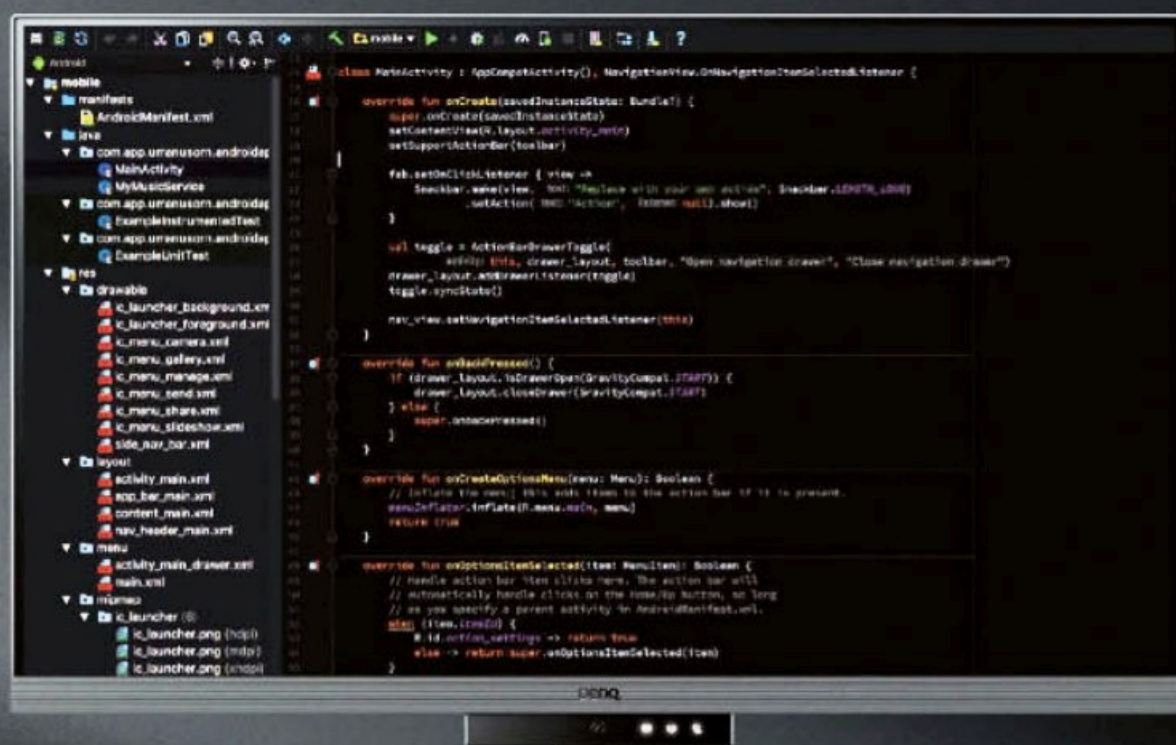 mobile
Android
mobile
manifests
AndroidManifest.xml
java
com.app.umenusorn.androidap
MainActivity
MyMusicService
com.app.umenusorn.androidap
ExampleInstrumentedTest
com.app.umenusorn.androidap
ExampleUnitTest
res
drawable
ic_launcher_background.xm
ic_launcher_foreground.xml
ic_menu_camera.xml
ic_menu_gallery.xml
ic_menu_manage.xml
ic_menu_send.xml
ic_menu_share.xml
ic_menu_slideshow.xml
side_nav_bar.xml
layout
activity_main.xml
app_bar_main.xml
content_main.xml
nav_header_main.xml
menu
activity_main_drawer.xml
main.xml
mipmap
ic_launcher (6)
ic_launcher.png (hdpi)
ic_launcher.png (mdpi)
ic_launcher.png (xhdpi)
class MainActivity : AppCompatActivity(), NavigationView.OnNavigationItemSelectedListener {
override fun onCreate(savedInstanceState: Bundle?) {
super.onCreate(savedInstanceState)
setContentView(R.layout.activity_main)
setSupportActionBar(toolbar)
fab.setOnClickListener { view ->
Snackbar.make(view, "Replace with your own action", Snackbar.LENGTH_LONG)
.setAction( "Action", null).show()
}
val toggle = ActionBarDrawerToggle(
this, drawer_layout, toolbar, "Open navigation drawer", "Close navigation drawer")
drawer_layout.addDrawerListener(toggle)
toggle.syncState()
nav_view.setNavigationItemSelectedListener(this)
}
override fun onBackPressed() {
if (drawer_layout.isDrawerOpen(GravityCompat.START)) {
drawer_layout.closeDrawer(GravityCompat.START)
} else {
super.onBackPressed()
}
}
override fun onCreateOptionsMenu(menu: Menu): Boolean {
// Inflate the menu; this adds items to the action bar if it is present.
menuInflater.inflate(R.menu.main, menu)
return true
}
override fun onOptionsItemSelected(item: MenuItem): Boolean {
// Handle action bar item clicks here. The action bar will
// automatically handle clicks on the Home/Up button, so long
// as you specify a parent activity in AndroidManifest.xml.
when (item.itemId) {
R.id.action_settings -> return true
else -> return super.onOptionsItemSelected(item)
}
penq